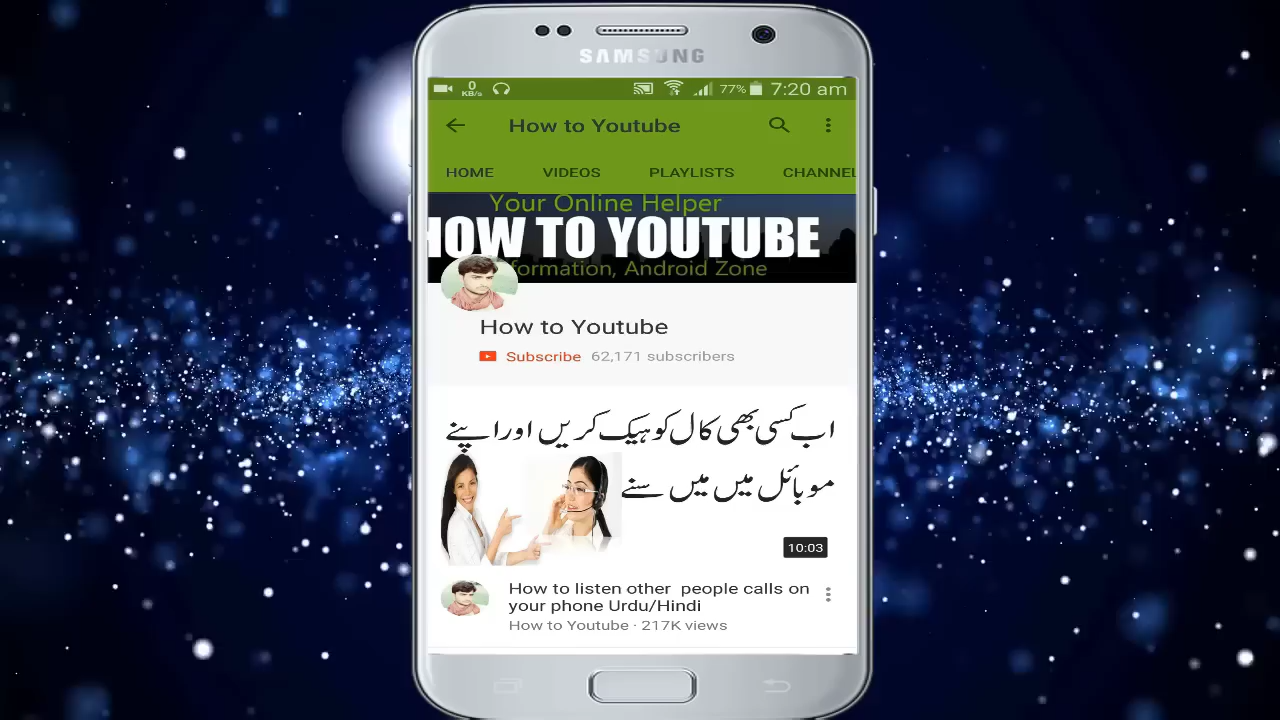 SAMSUNG
0
KB/s
77%
7:20 am
How to Youtube
HOME VIDEOS PLAYLISTS CHANNEL
Your Online Helper
HOW TO YOUTUBE
formation, Android Zone
How to Youtube
Subscribe 62,171 subscribers
اب کسی بھی کال کو ہیک کریں اور اپنے
موبائل میں میں سنے
10:03
How to listen other people calls on
your phone Urdu/Hindi
How to Youtube · 217K views